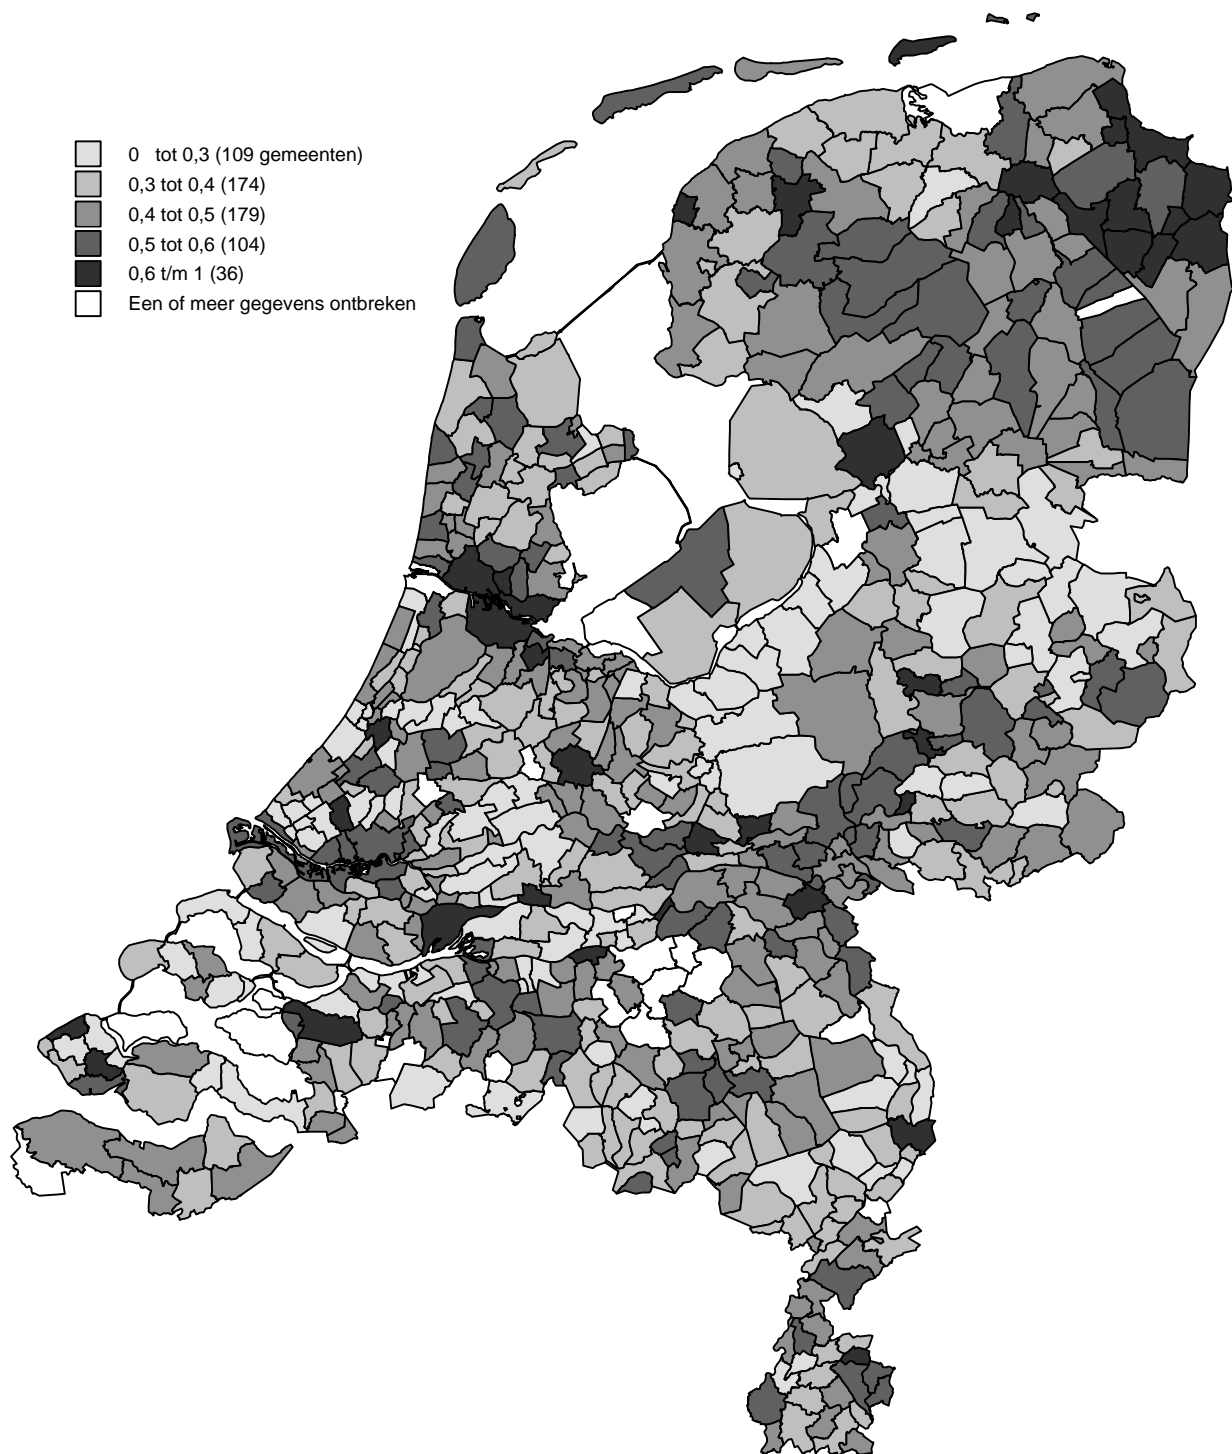 0 tot 0,3 (109 gemeenten)
0,3 tot 0,4 (174)
0,4 tot 0,5 (179)
0,5 tot 0,6 (104)
0,6 t/m 1 (36)
Een of meer gegevens ontbreken